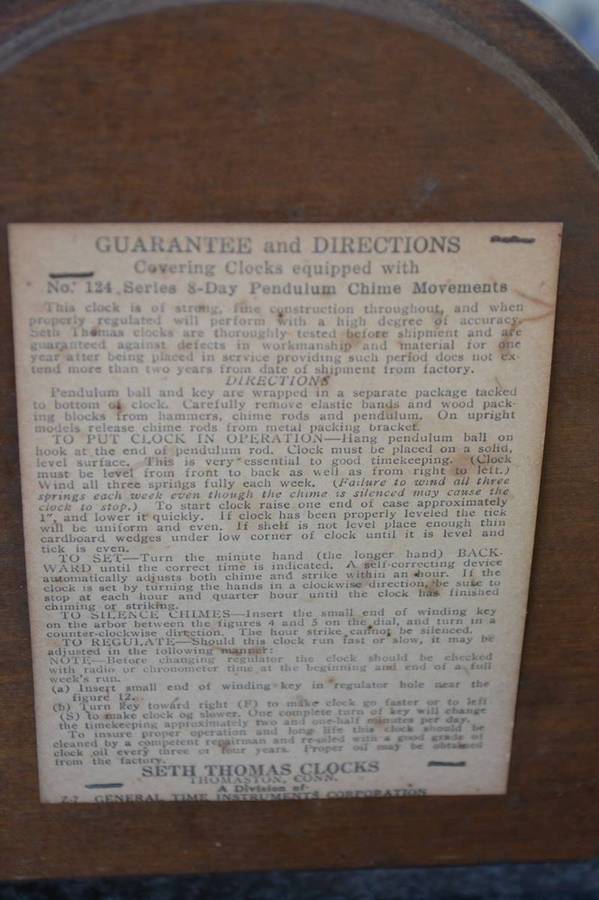 GUARANTEE and DIRECTIONS
Covering Clocks equipped with
No. 124 Series 8-Day Pendulum Chime Movements
This clock is of strong, fine construction throughout, and when
properly regulated will perform with a high degree of accuracy.
Seth Thomas clocks are thoroughly tested before shipment and are
guaranteed against defects in workmanship and material for one
year after being placed in service providing such period does not ex-
tend more than two years from date of shipment from factory.
DIRECTIONS
Pendulum ball and key are wrapped in a separate package tacked
to bottom of clock. Carefully remove elastic bands and wood pack-
ing blocks from hammers, chime rods and pendulum. On upright
models release chime rods from metal packing bracket.
TO PUT CLOCK IN OPERATION—Hang pendulum ball on
hook at the end of pendulum rod. Clock must be placed on a solid,
level surface. This is very essential to good timekeeping. (Clock
must be level from front to back as well as from right to left.)
Wind all three springs fully each week. (Failure to wind all three
springs each week even though the chime is silenced may cause the
clock to stop.) To start clock raise one end of case approximately
1", and lower it quickly. If clock has been properly leveled the tick
will be uniform and even. If shelf is not level place enough thin
cardboard wedges under low corner of clock until it is level and
tick is even.
TO SET—Turn the minute hand (the longer hand) BACK-
WARD until the correct time is indicated. A self-correcting device
automatically adjusts both chime and strike within an hour. If the
clock is set by turning the hands in a clockwise direction, be sure to
stop at each hour and quarter hour until the clock has finished
chiming or striking.
TO SILENCE CHIMES—Insert the small end of winding key
on the arbor between the figures 4 and 5 on the dial, and turn in a
counter-clockwise direction. The hour strike cannot be silenced.
TO REGULATE—Should this clock run fast or slow, it may be
adjusted in the following manner:
NOTE—Before changing regulator the clock should be checked
with radio or chronometer time at the beginning and end of a full
week's run.
(a) Insert small end of winding key in regulator hole near the
figure 12.
(b) Turn key toward right (F) to make clock go faster or to left
(S) to make clock go slower. One complete turn of key will change
the timekeeping approximately two and one-half minutes per day.
To insure proper operation and long life this clock should be
cleaned by a competent repairman and re-oiled with a good grade of
clock oil every three or four years. Proper oil may be obtained
from the factory.
SETH THOMAS CLOCKS
THOMASTON, CONN.
A Division of
Z-7 GENERAL TIME INSTRUMENTS CORPORATION